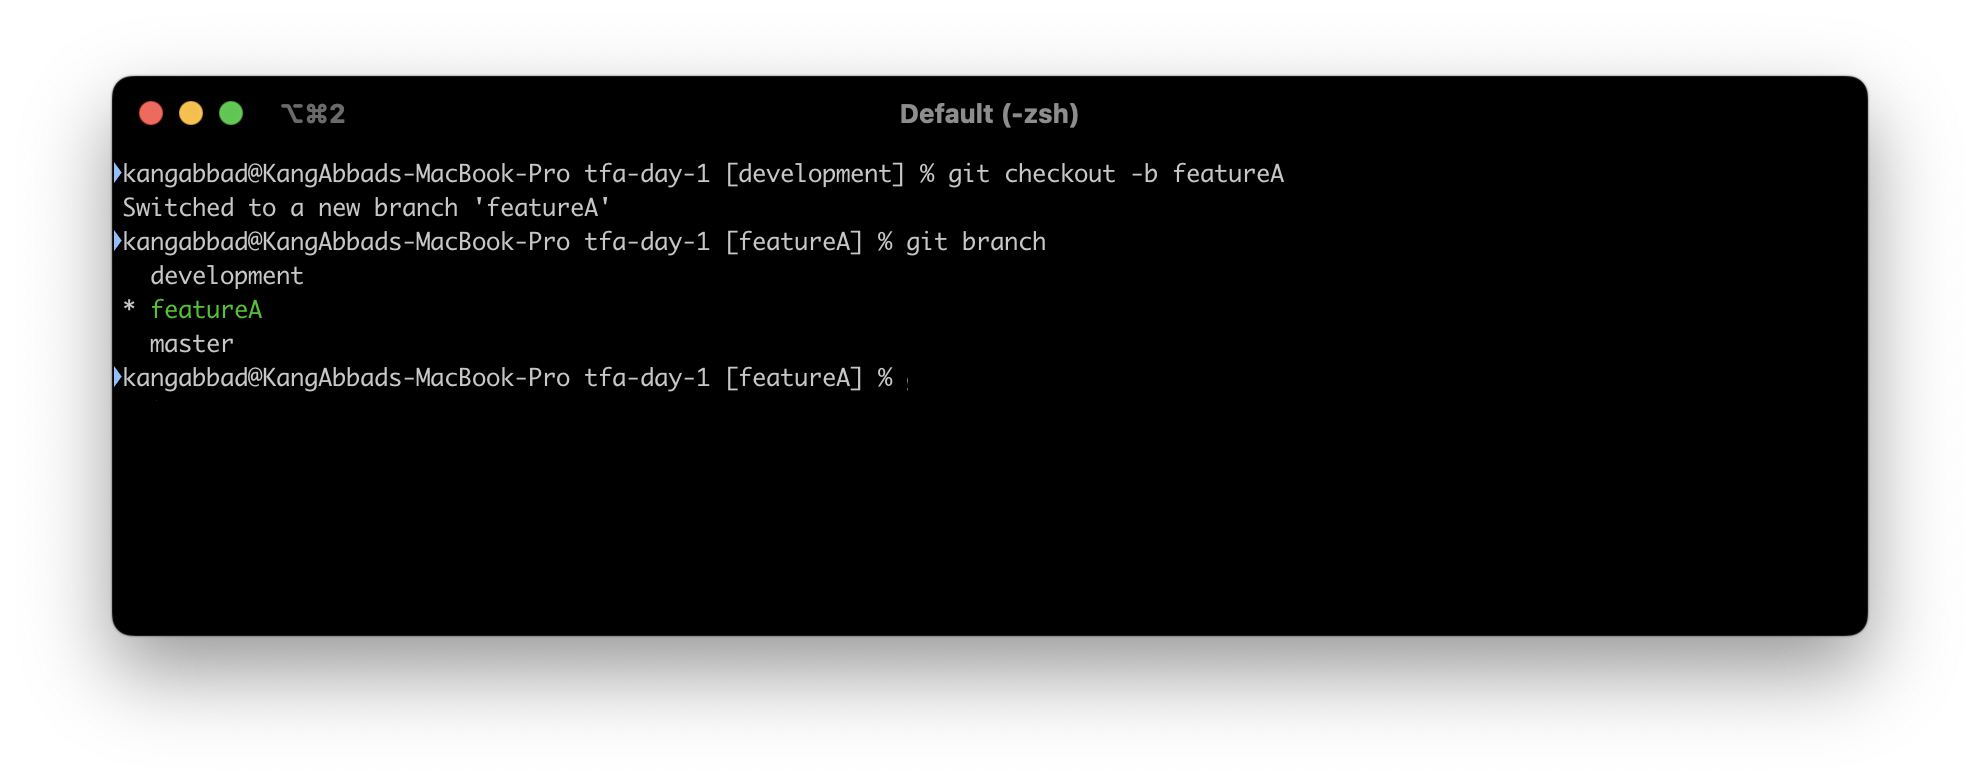 ⌥⌘2 Default (-zsh)
kangabbad@KangAbbads-MacBook-Pro tfa-day-1 [development] % git checkout -b featureA
Switched to a new branch 'featureA'
kangabbad@KangAbbads-MacBook-Pro tfa-day-1 [featureA] % git branch
  development
* featureA
  master
kangabbad@KangAbbads-MacBook-Pro tfa-day-1 [featureA] %